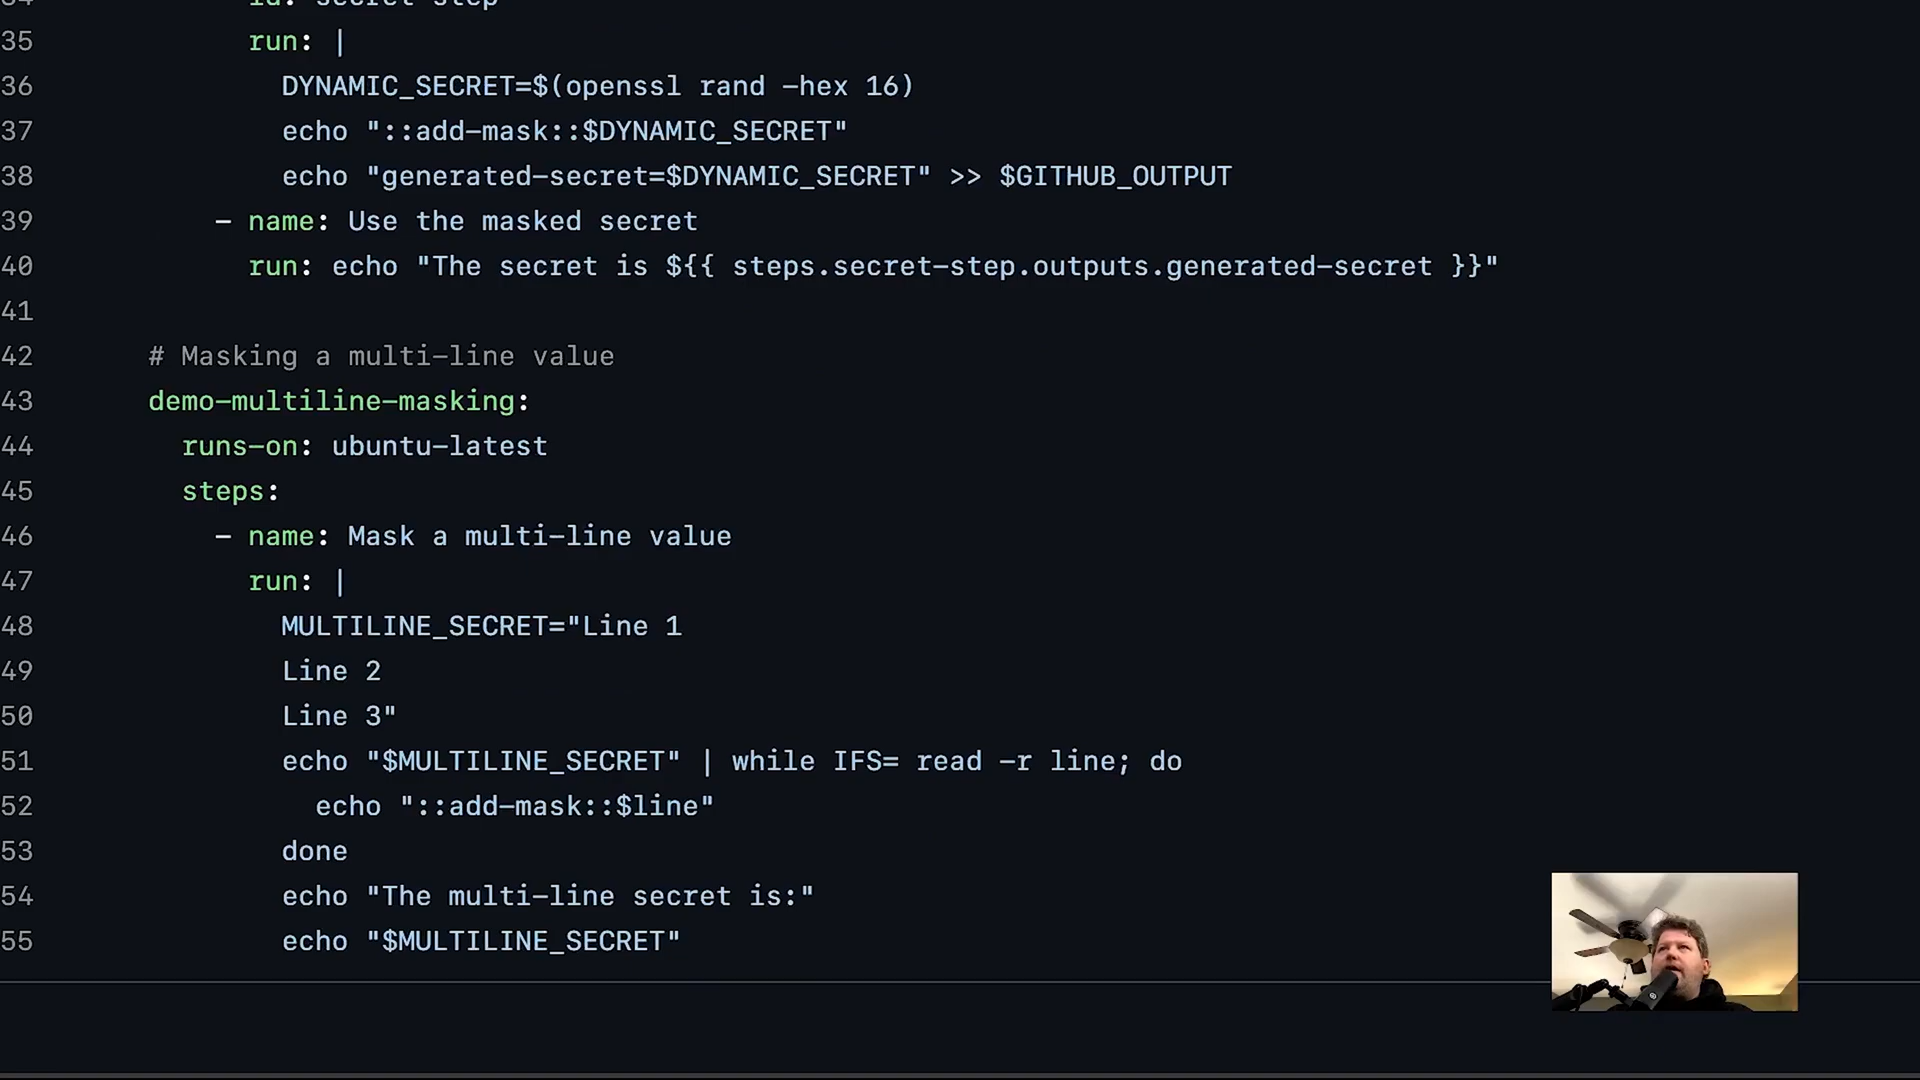 34 id: secret-step
35 run: |
36 DYNAMIC_SECRET=$(openssl rand -hex 16)
37 echo "::add-mask::$DYNAMIC_SECRET"
38 echo "generated-secret=$DYNAMIC_SECRET" >> $GITHUB_OUTPUT
39 - name: Use the masked secret
40 run: echo "The secret is ${{ steps.secret-step.outputs.generated-secret }}"
41
42 # Masking a multi-line value
43 demo-multiline-masking:
44 runs-on: ubuntu-latest
45 steps:
46 - name: Mask a multi-line value
47 run: |
48 MULTILINE_SECRET="Line 1
49 Line 2
50 Line 3"
51 echo "$MULTILINE_SECRET" | while IFS= read -r line; do
52 echo "::add-mask::$line"
53 done
54 echo "The multi-line secret is:"
55 echo "$MULTILINE_SECRET"